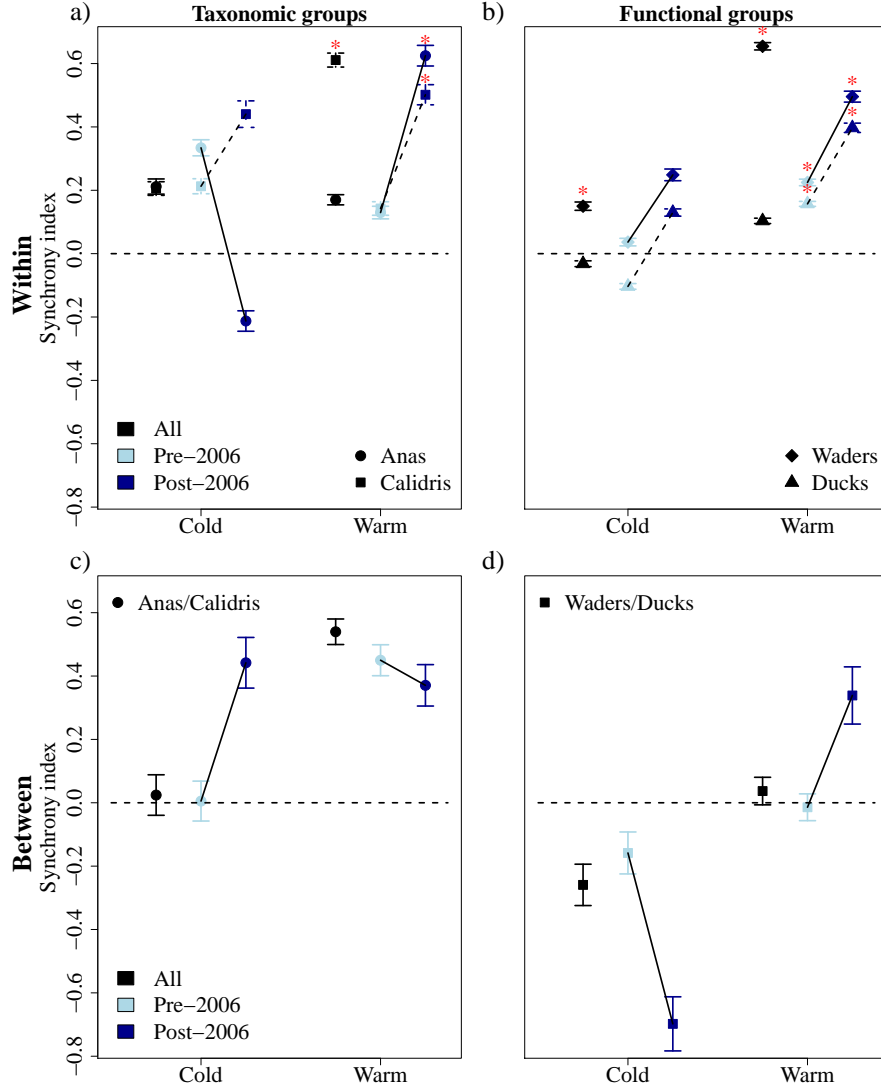 a) Taxonomic groups
b) Functional groups
Within
Synchrony index
0.6
0.4
0.2
0.0
−0.2
−0.4
−0.6
−0.8
* * *
* * * * * *
All
Pre−2006
Post−2006
Anas
Calidris
Waders
Ducks
Cold Warm
Cold Warm
c)
d)
Between
Synchrony index
0.6
0.4
0.2
0.0
−0.2
−0.4
−0.6
−0.8
Anas/Calidris
Waders/Ducks
All
Pre−2006
Post−2006
Cold Warm
Cold Warm